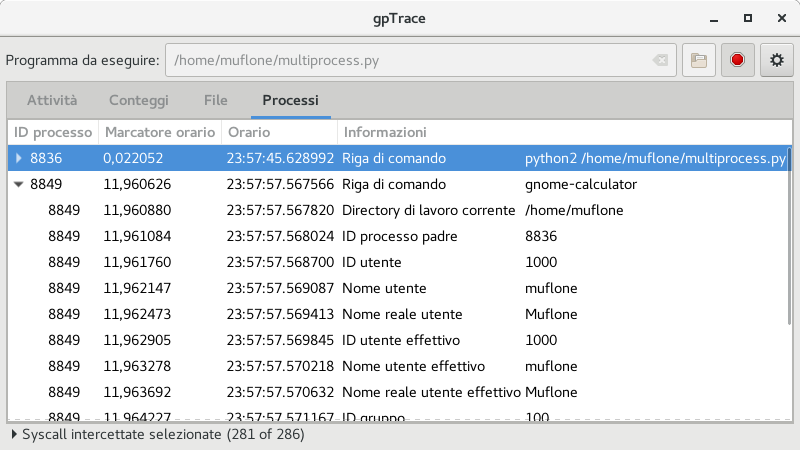 gpTrace
Programma da eseguire: /home/muflone/multiprocess.py
Attività Conteggi File Processi
ID processo Marcatore orario Orario Informazioni
8836 0,022052 23:57:45.628992 Riga di comando python2 /home/muflone/multiprocess.py
8849 11,960626 23:57:57.567566 Riga di comando gnome-calculator
8849 11,960880 23:57:57.567820 Directory di lavoro corrente /home/muflone
8849 11,961084 23:57:57.568024 ID processo padre 8836
8849 11,961760 23:57:57.568700 ID utente 1000
8849 11,962147 23:57:57.569087 Nome utente muflone
8849 11,962473 23:57:57.569413 Nome reale utente Muflone
8849 11,962905 23:57:57.569845 ID utente effettivo 1000
8849 11,963278 23:57:57.570218 Nome utente effettivo muflone
8849 11,963692 23:57:57.570632 Nome reale utente effettivo Muflone
8849 11,964227 23:57:57.571167 ID gruppo 100
Syscall intercettate selezionate (281 of 286)